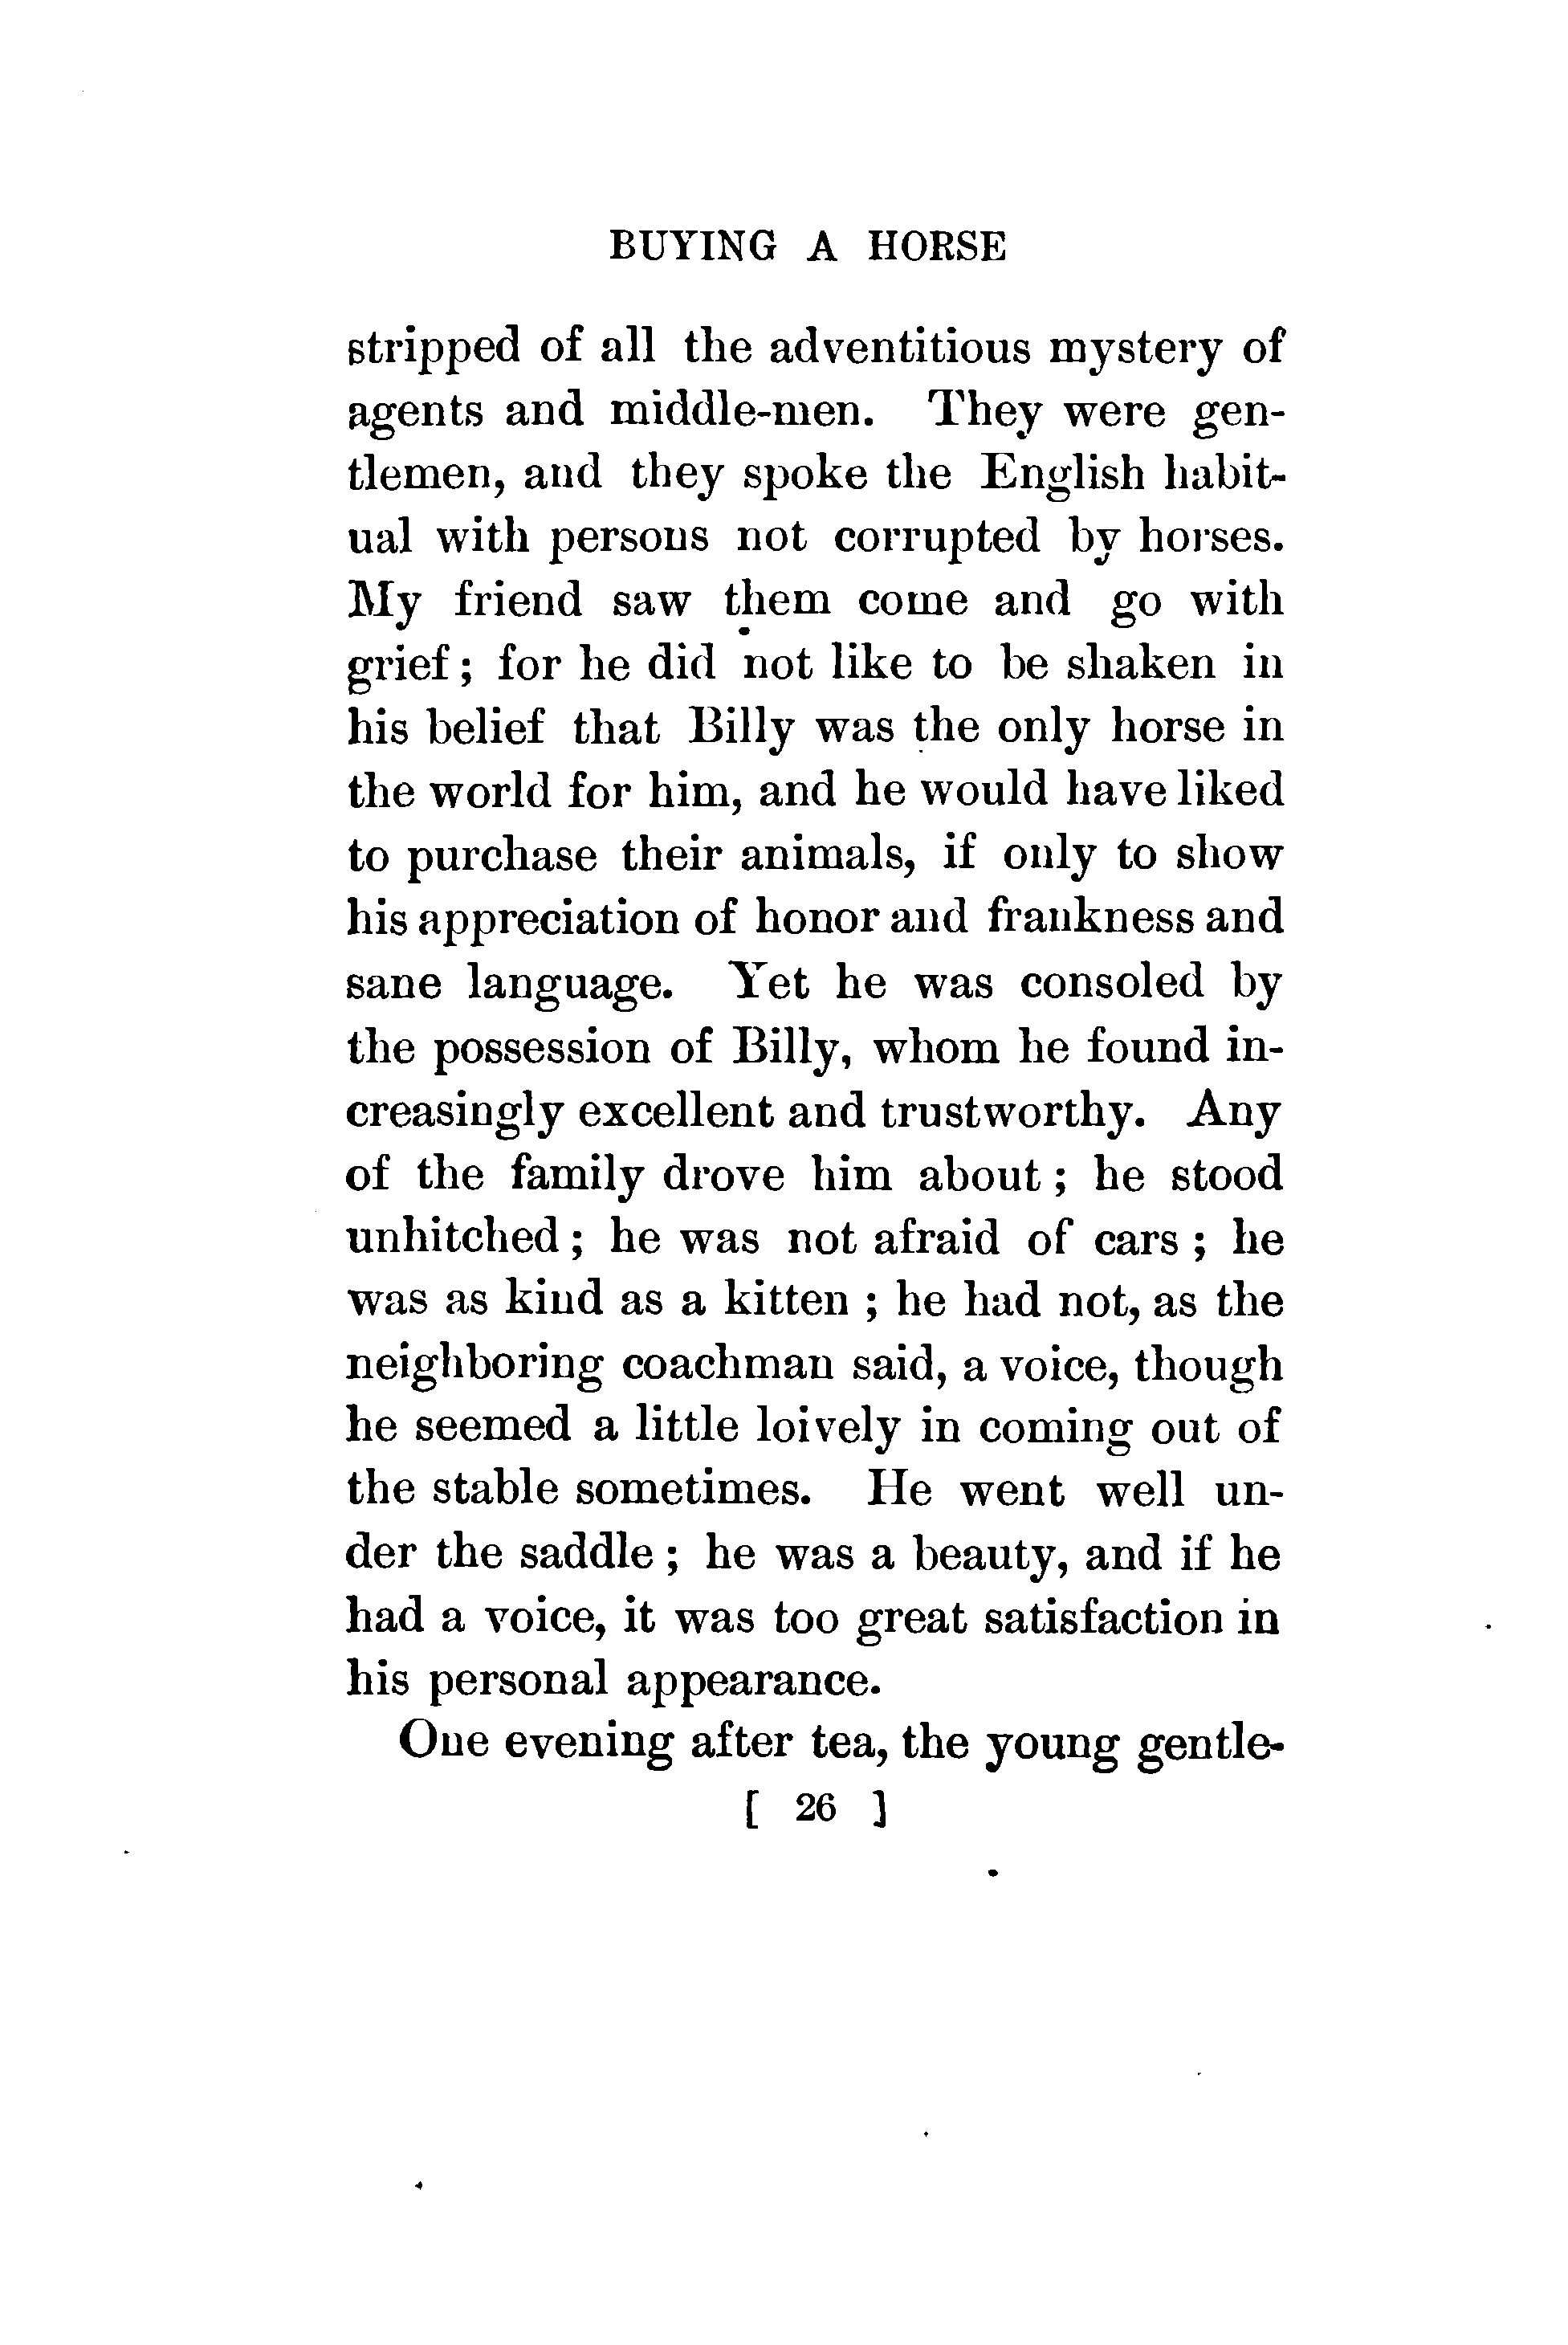 BUYING A HORSE
stripped of all the adventitious mystery of
agents and middle-men. They were gen-
tlemen, and they spoke the English habit-
ual with persons not corrupted by horses.
My friend saw them come and go with
grief; for he did not like to be shaken in
his belief that Billy was the only horse in
the world for him, and he would have liked
to purchase their animals, if only to show
his appreciation of honor and frankness and
sane language. Yet he was consoled by
the possession of Billy, whom he found in-
creasingly excellent and trustworthy. Any
of the family drove him about; he stood
unhitched; he was not afraid of cars; he
was as kind as a kitten; he had not, as the
neighboring coachman said, a voice, though
he seemed a little loively in coming out of
the stable sometimes. He went well un-
der the saddle; he was a beauty, and if he
had a voice, it was too great satisfaction in
his personal appearance.
One evening after tea, the young gentle-
[ 26 ]